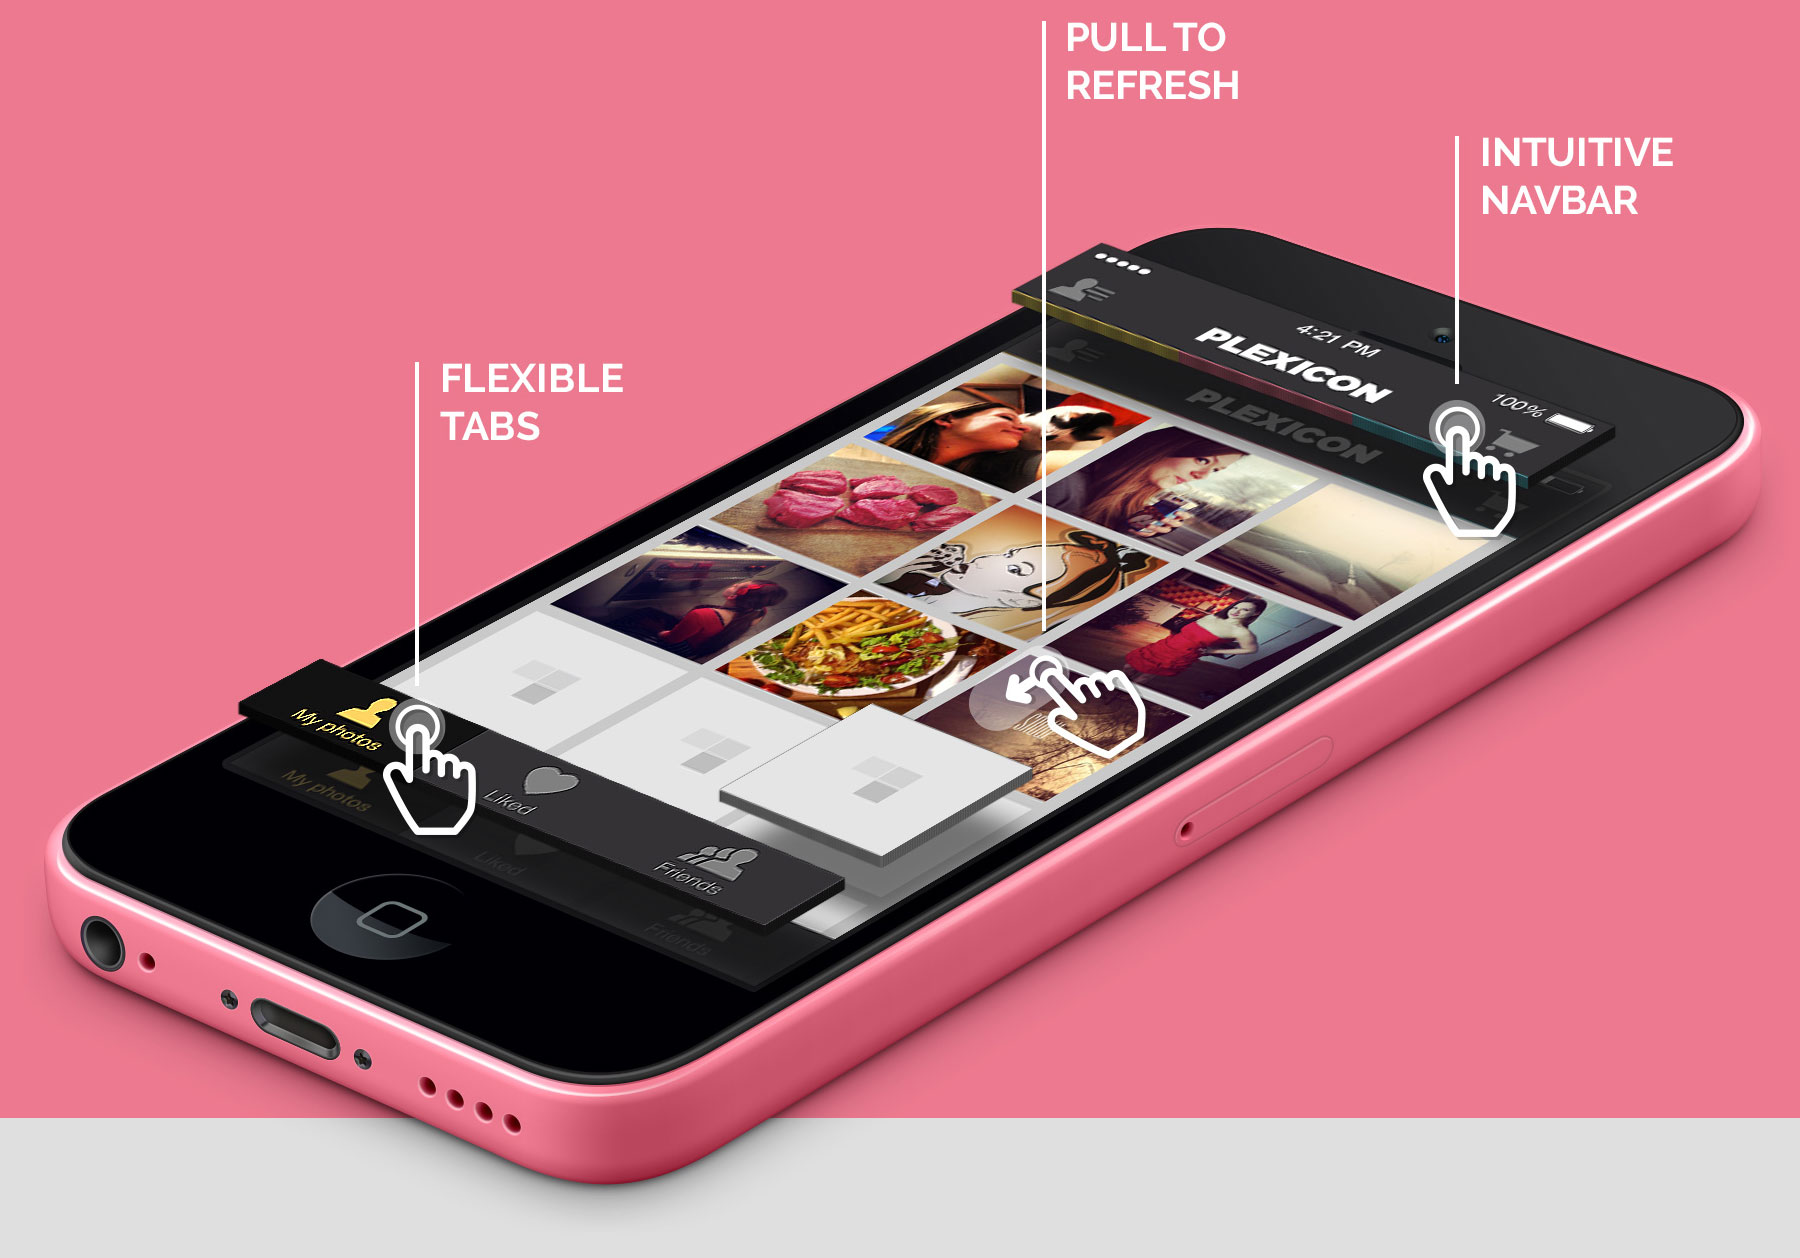 PULL TO
REFRESH
INTUITIVE
NAVBAR
FLEXIBLE
TABS
4:21 PM
100%
PLEXICON
PLEXICON
My photos
Liked
Friends
My photos
Liked
Friends